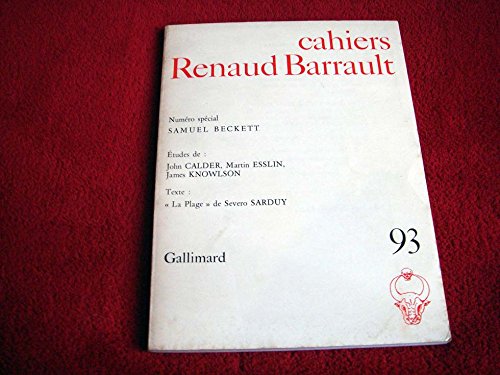 cahiers
Renaud Barrault
Numéro spécial
SAMUEL BECKETT
Études de :
John CALDER, Martin ESSLIN,
James KNOWLSON
Texte :
« La Plage » de Severo SARDUY
93
Gallimard